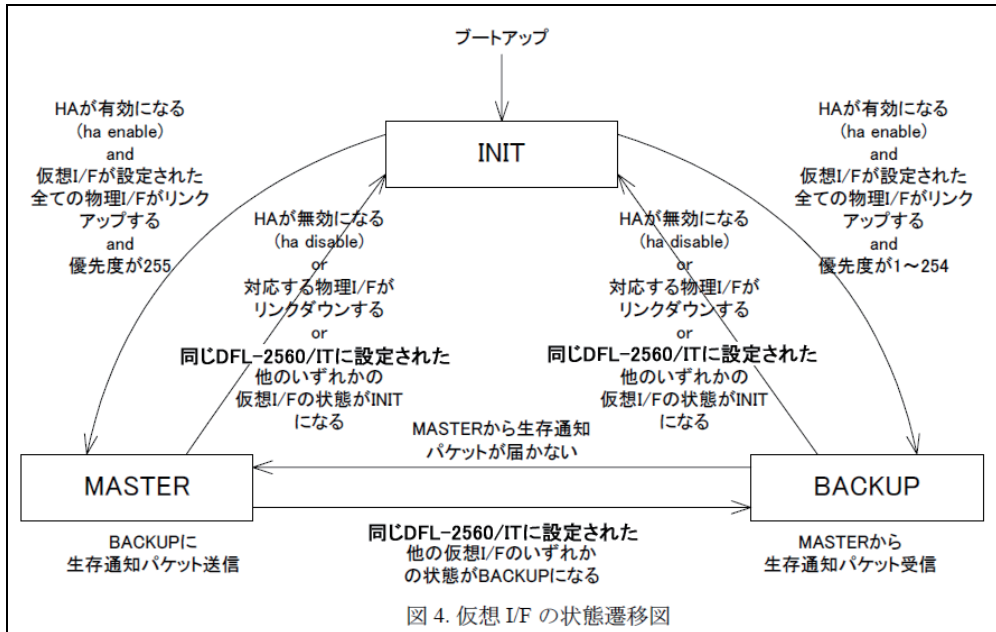 ブートアップ
HAが有効になる
(ha enable)
and
仮想I/Fが設定された
全ての物理I/Fがリンク
アップする
and
優先度が255
INIT
HAが有効になる
(ha enable)
and
仮想I/Fが設定された
全ての物理I/Fがリンク
アップする
and
優先度が1～254
HAが無効になる
(ha disable)
or
対応する物理I/Fが
リンクダウンする
or
同じDFL-2560/ITに設定された
他のいずれかの
仮想I/Fの状態がINIT
になる
HAが無効になる
(ha disable)
or
対応する物理I/Fが
リンクダウンする
or
同じDFL-2560/ITに設定された
他のいずれかの
仮想I/Fの状態がINIT
になる
MASTERから生存通知
パケットが届かない
MASTER
BACKUP
BACKUPに
生存通知パケット送信
同じDFL-2560/ITに設定された
他の仮想I/Fのいずれか
の状態がBACKUPになる
MASTERから
生存通知パケット受信
図 4. 仮想 I/F の状態遷移図